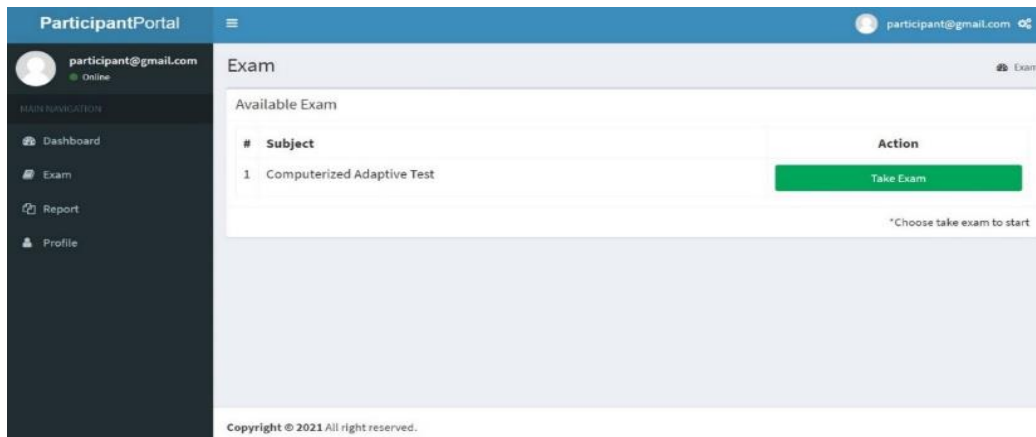 ParticipantPortal
participant@gmail.com
participant@gmail.com
Online
MAIN NAVIGATION
Dashboard
Exam
Report
Profile
Exam
Exam
Available Exam
# Subject Action
1 Computerized Adaptive Test Take Exam
*Choose take exam to start
Copyright © 2021 All right reserved.